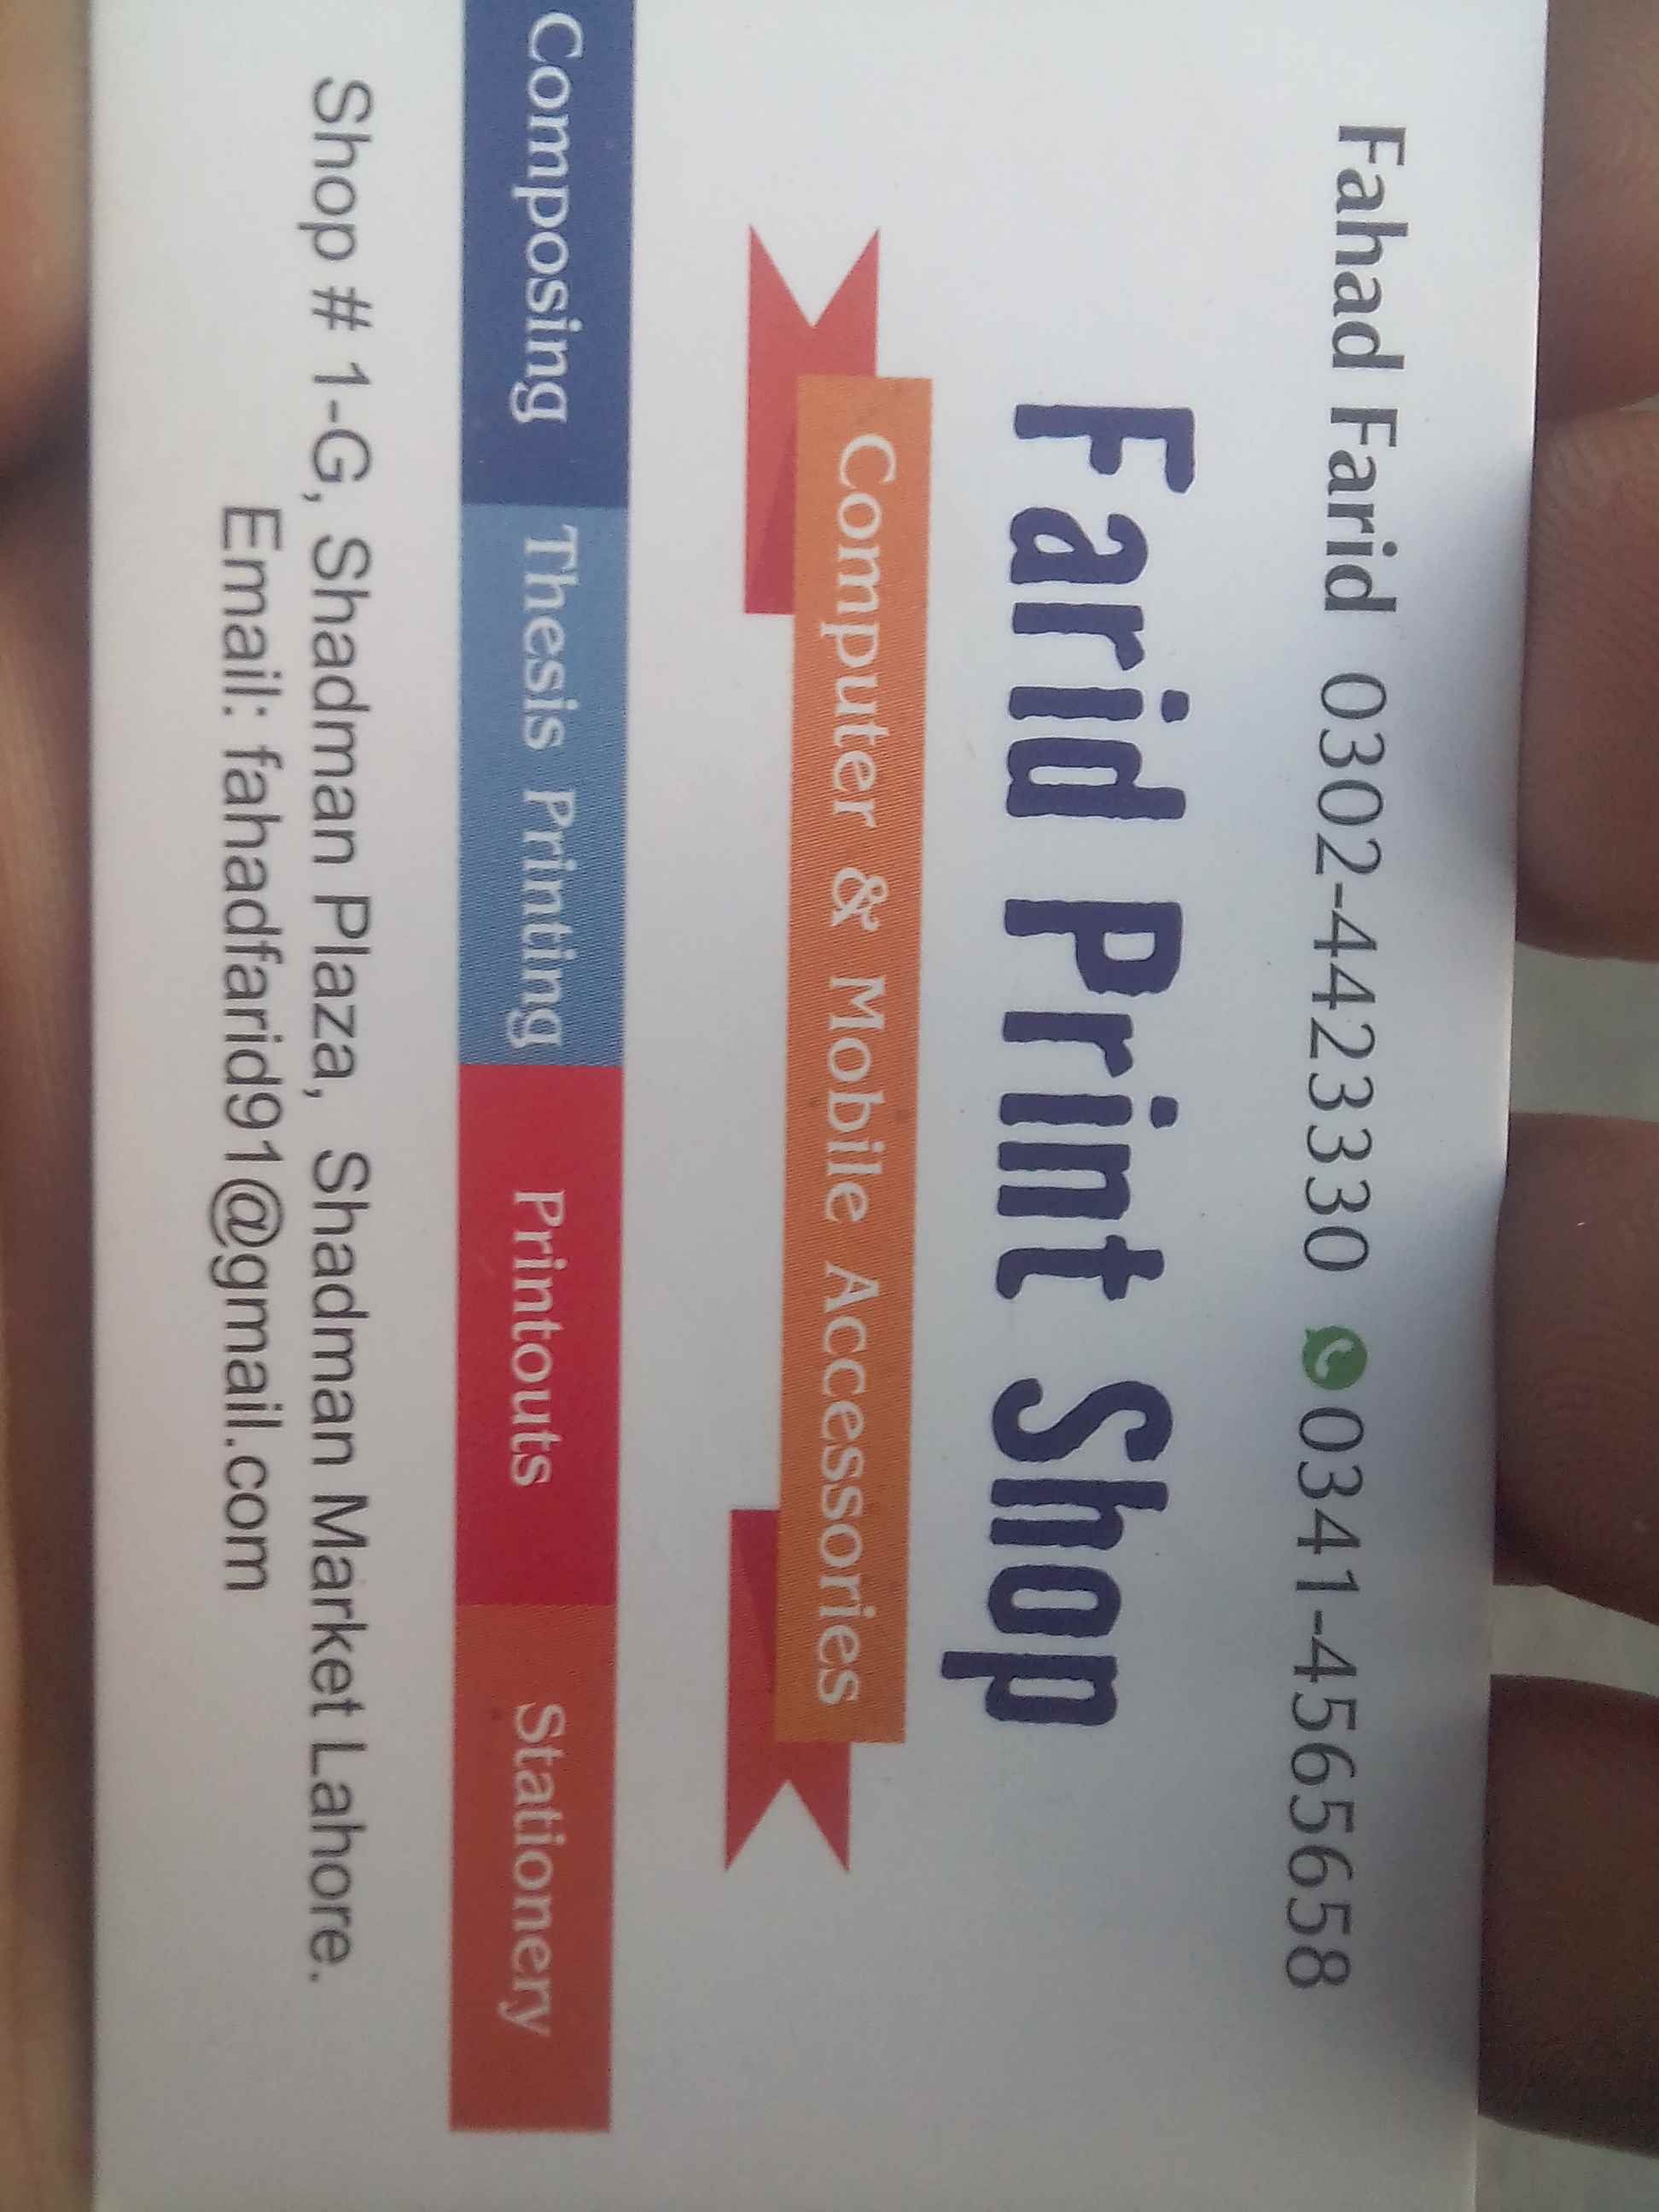 Fahad Farid 0302-4423330 0341-4565658
Farid Print Shop
Computer & Mobile Accessories
Composing Thesis Printing Printouts Stationery
Shop # 1-G, Shadman Plaza, Shadman Market Lahore.
Email: fahadfarid91@gmail.com